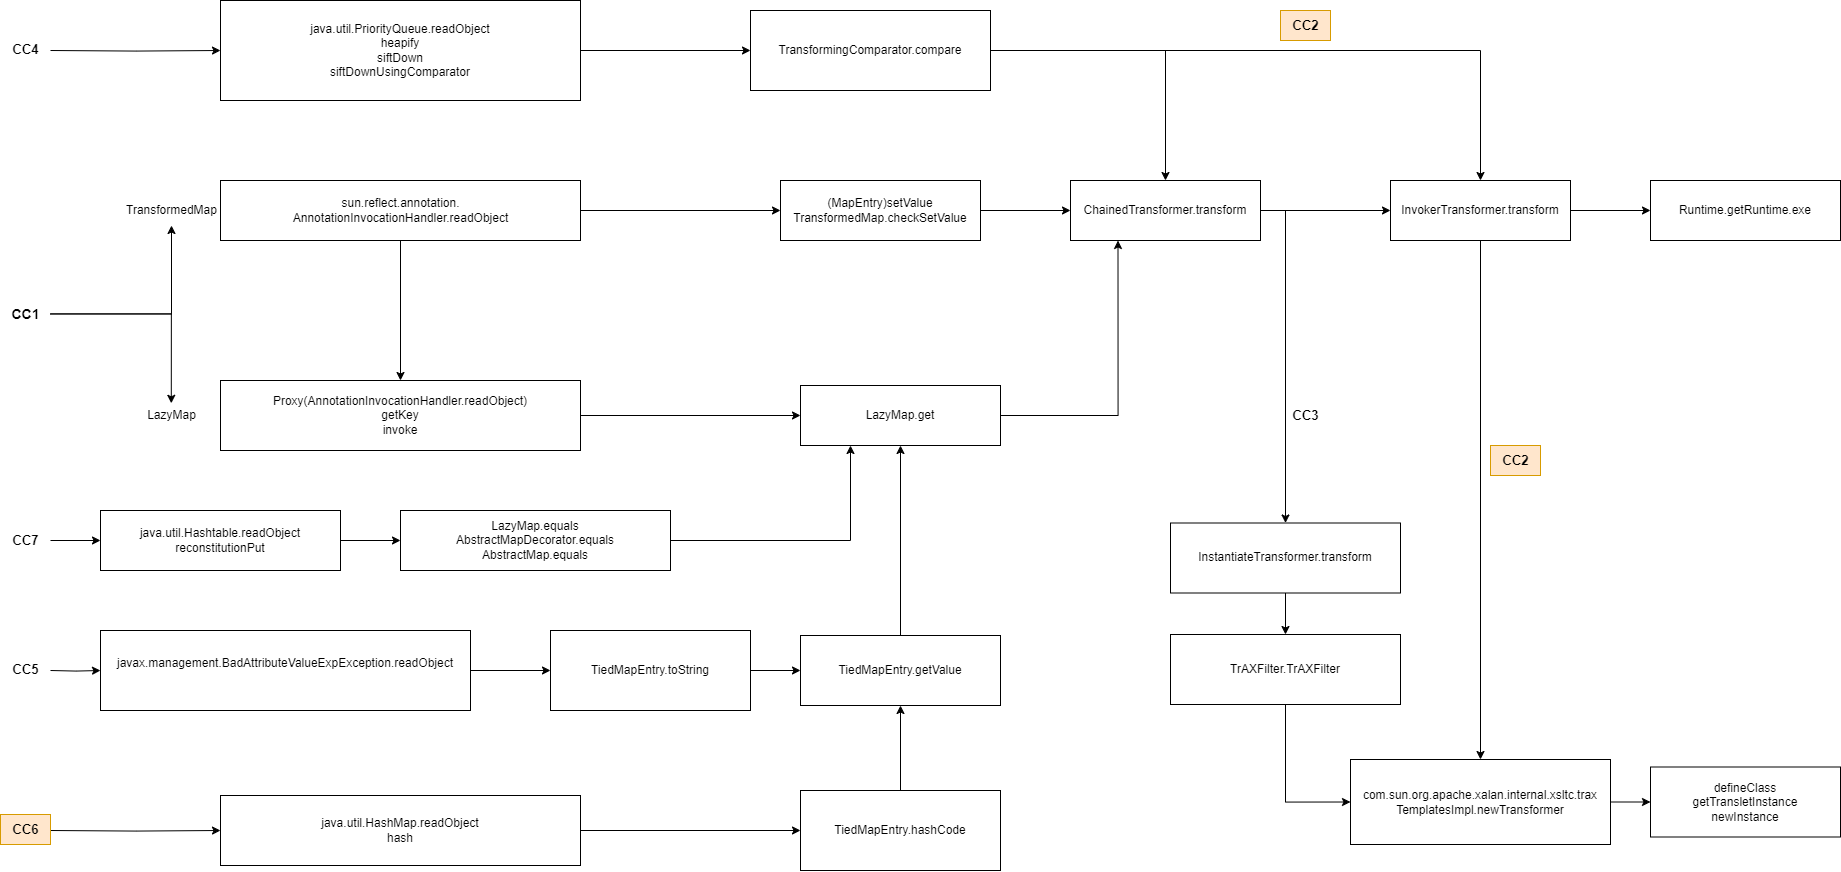 CC2
CC4
java.util.PriorityQueue.readObject
heapify
siftDown
siftDownUsingComparator
TransformingComparator.compare
TransformedMap
sun.reflect.annotation.
AnnotationInvocationHandler.readObject
(MapEntry)setValue
TransformedMap.checkSetValue
ChainedTransformer.transform
InvokerTransformer.transform
Runtime.getRuntime.exe
CC1
LazyMap
Proxy(AnnotationInvocationHandler.readObject)
getKey
invoke
LazyMap.get
CC3
CC2
CC7
java.util.Hashtable.readObject
reconstitutionPut
LazyMap.equals
AbstractMapDecorator.equals
AbstractMap.equals
InstantiateTransformer.transform
CC5
javax.management.BadAttributeValueExpException.readObject
TiedMapEntry.toString
TiedMapEntry.getValue
TrAXFilter.TrAXFilter
CC6
java.util.HashMap.readObject
hash
TiedMapEntry.hashCode
com.sun.org.apache.xalan.internal.xsltc.trax
TemplatesImpl.newTransformer
defineClass
getTransletInstance
newInstance